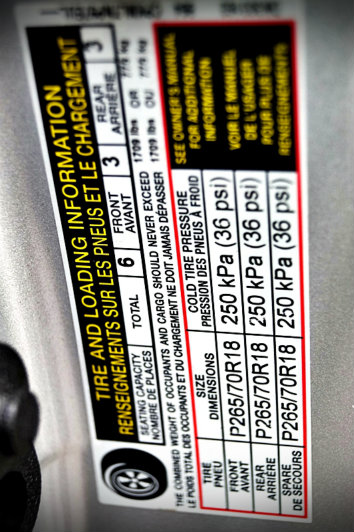 TIRE AND LOADING INFORMATION
RENSEIGNEMENTS SUR LES PNEUS ET LE CHARGEMENT
SEATING CAPACITY TOTAL 6 FRONT 3 REAR 3
NOMBRE DE PLACES AVANT ARRIÈRE
THE COMBINED WEIGHT OF OCCUPANTS AND CARGO SHOULD NEVER EXCEED 1709 lbs OR 775 kg
LE POIDS TOTAL DES OCCUPANTS ET DU CHARGEMENT NE DOIT JAMAIS DÉPASSER 1709 lbs OU 775 kg
TIRE SIZE COLD TIRE PRESSURE
PNEU DIMENSIONS PRESSION DES PNEUS À FROID
FRONT P265/70R18 250 kPa (36 psi)
AVANT
REAR P265/70R18 250 kPa (36 psi)
ARRIÈRE
SPARE P265/70R18 250 kPa (36 psi)
DE SECOURS
SEE OWNER'S MANUAL
FOR ADDITIONAL
INFORMATION
VOIR LE MANUEL
DE L'USAGER
POUR PLUS DE
RENSEIGNEMENTS